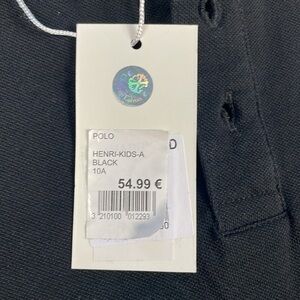 POLO
HENRI-KIDS-A
BLACK
10A
D
54.99 €
3 210100 012293